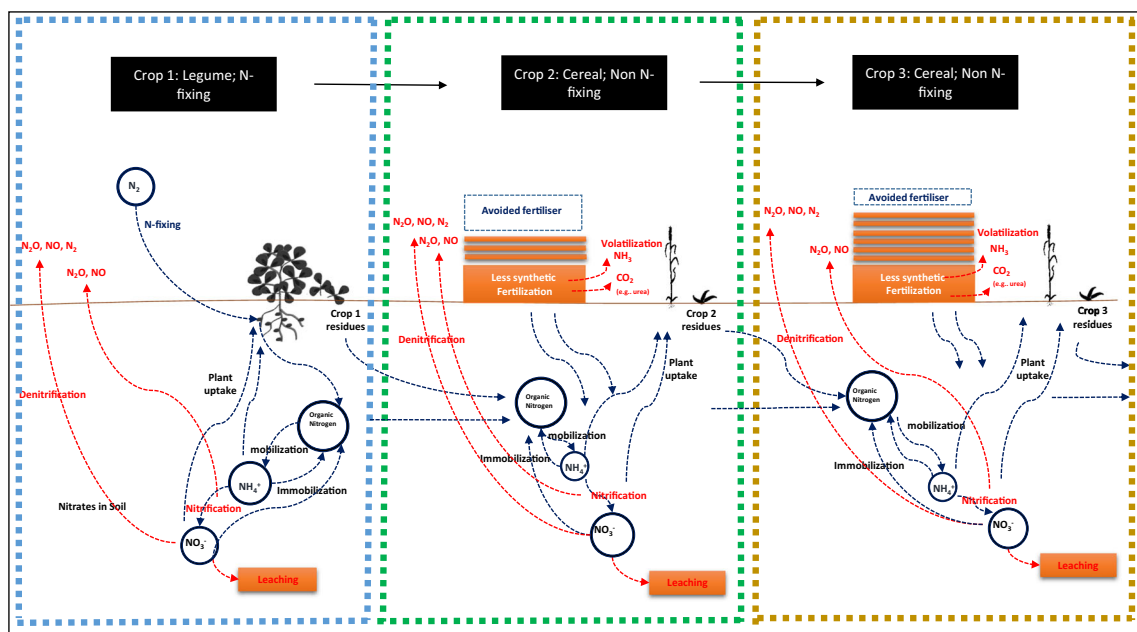 Crop 1: Legume; N-
fixing
N₂
N-fixing
N₂O, NO, N₂
N₂O, NO
Crop 1
residues
Plant
uptake
Denitrification
Organic
Nitrogen
mobilization
NH₄⁺
Immobilization
Nitrates in Soil
Nitrification
NO₃⁻
Leaching
Crop 2: Cereal; Non N-
fixing
Avoided fertiliser
N₂O, NO, N₂
N₂O, NO
Volatilization
NH₃
CO₂
(e.g.. urea)
Less synthetic
Fertilization
Crop 2
residues
Denitrification
Plant
uptake
Organic
Nitrogen
mobilization
Immobilization
NH₄⁺
Nitrification
NO₃⁻
Leaching
Crop 3: Cereal; Non N-
fixing
Avoided fertiliser
N₂O, NO, N₂
N₂O, NO
Volatilization
NH₃
CO₂
(e.g.. urea)
Less synthetic
Fertilization
Crop 3
residues
Denitrification
Plant
uptake
Organic
Nitrogen
mobilization
Immobilization
NH₄⁺
Nitrification
NO₃⁻
Leaching